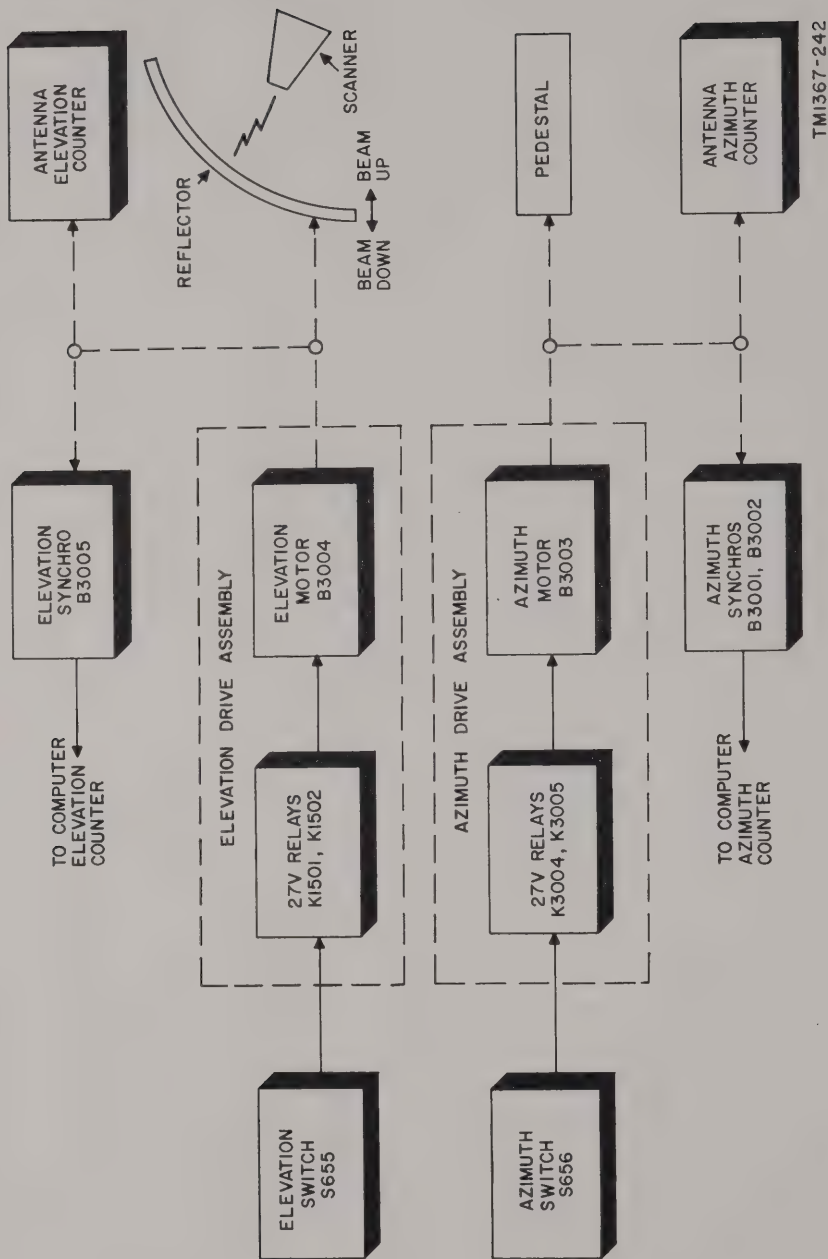 ELEVATION
SWITCH
S655
ELEVATION DRIVE ASSEMBLY
27V RELAYS
K1501, K1502
ELEVATION
MOTOR
B3004
TO COMPUTER
ELEVATION
COUNTER
ELEVATION
SYNCHRO
B3005
ANTENNA
ELEVATION
COUNTER
REFLECTOR
SCANNER
BEAM
DOWN
BEAM
UP
AZIMUTH
SWITCH
S656
AZIMUTH DRIVE ASSEMBLY
27V RELAYS
K3004, K3005
AZIMUTH
MOTOR
B3003
PEDESTAL
TO COMPUTER
AZIMUTH
COUNTER
AZIMUTH
SYNCHROS
B3001, B3002
ANTENNA
AZIMUTH
COUNTER
TM1367-242